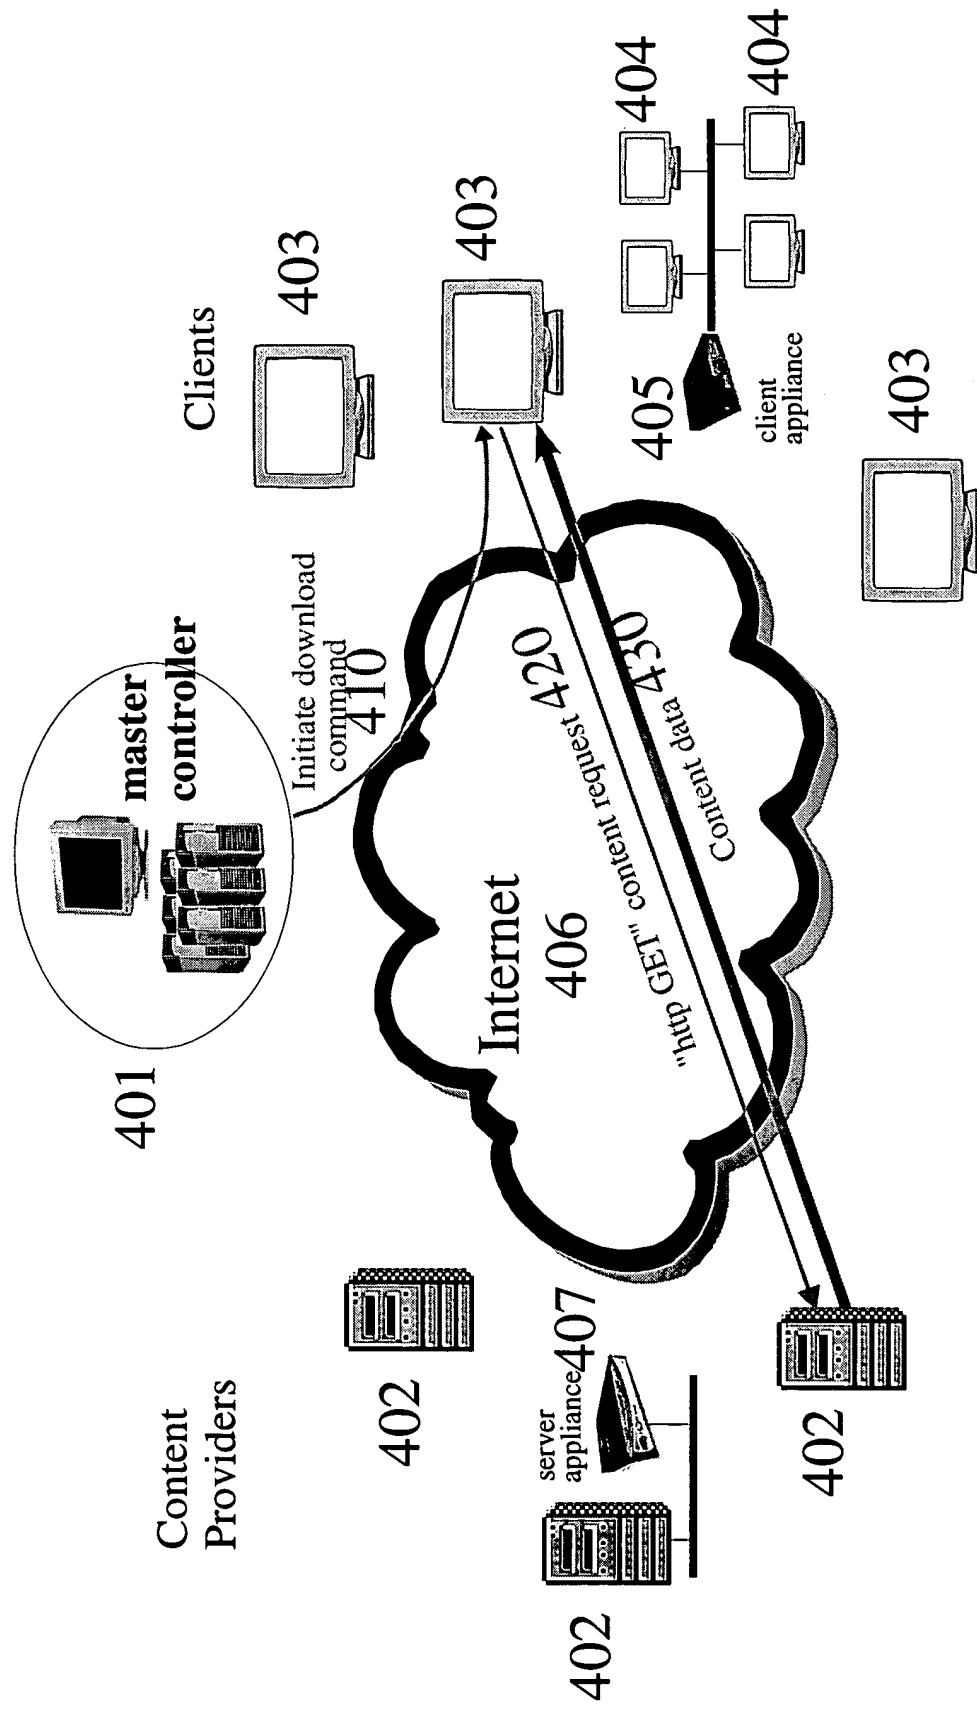 Content
Providers
402
402
server
appliance
407
402
401
master
controller
Initiate download
command
410
Internet
406
"http GET" content request 420
Content data 430
Clients
403
403
405
client
appliance
404
404
403